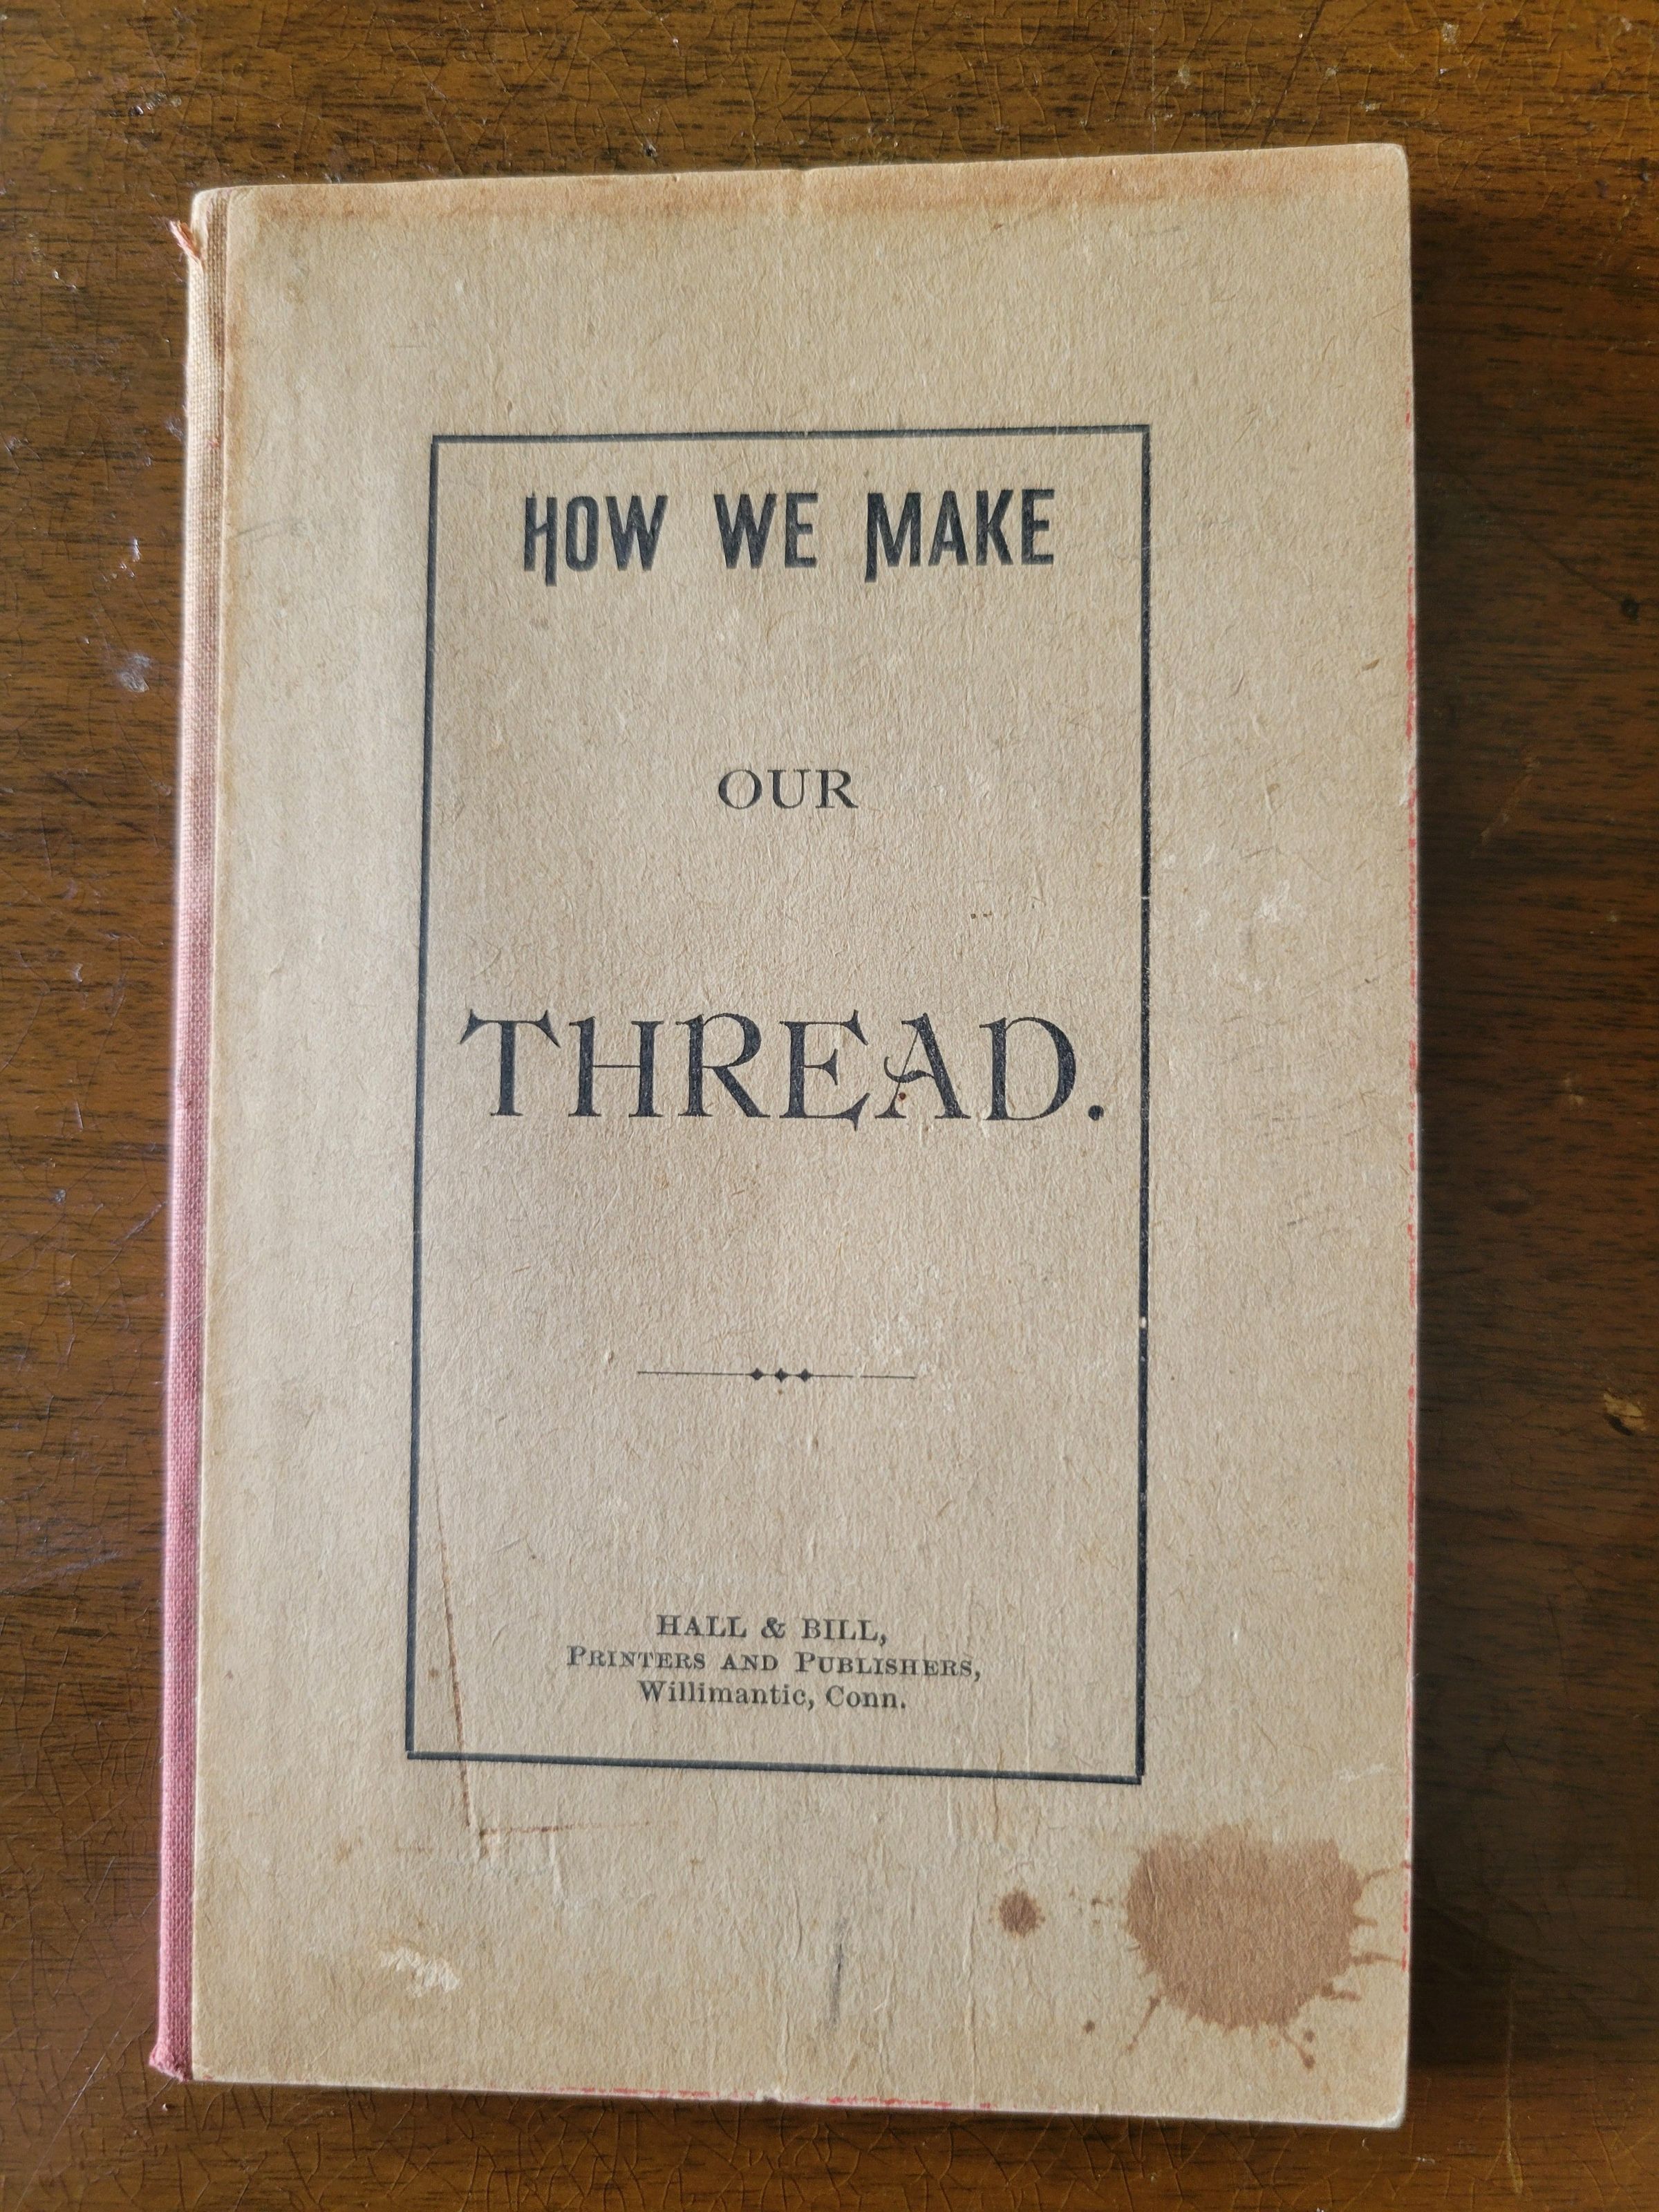 HOW WE MAKE
OUR
THREAD.
HALL & BILL,
PRINTERS AND PUBLISHERS,
Willimantic, Conn.